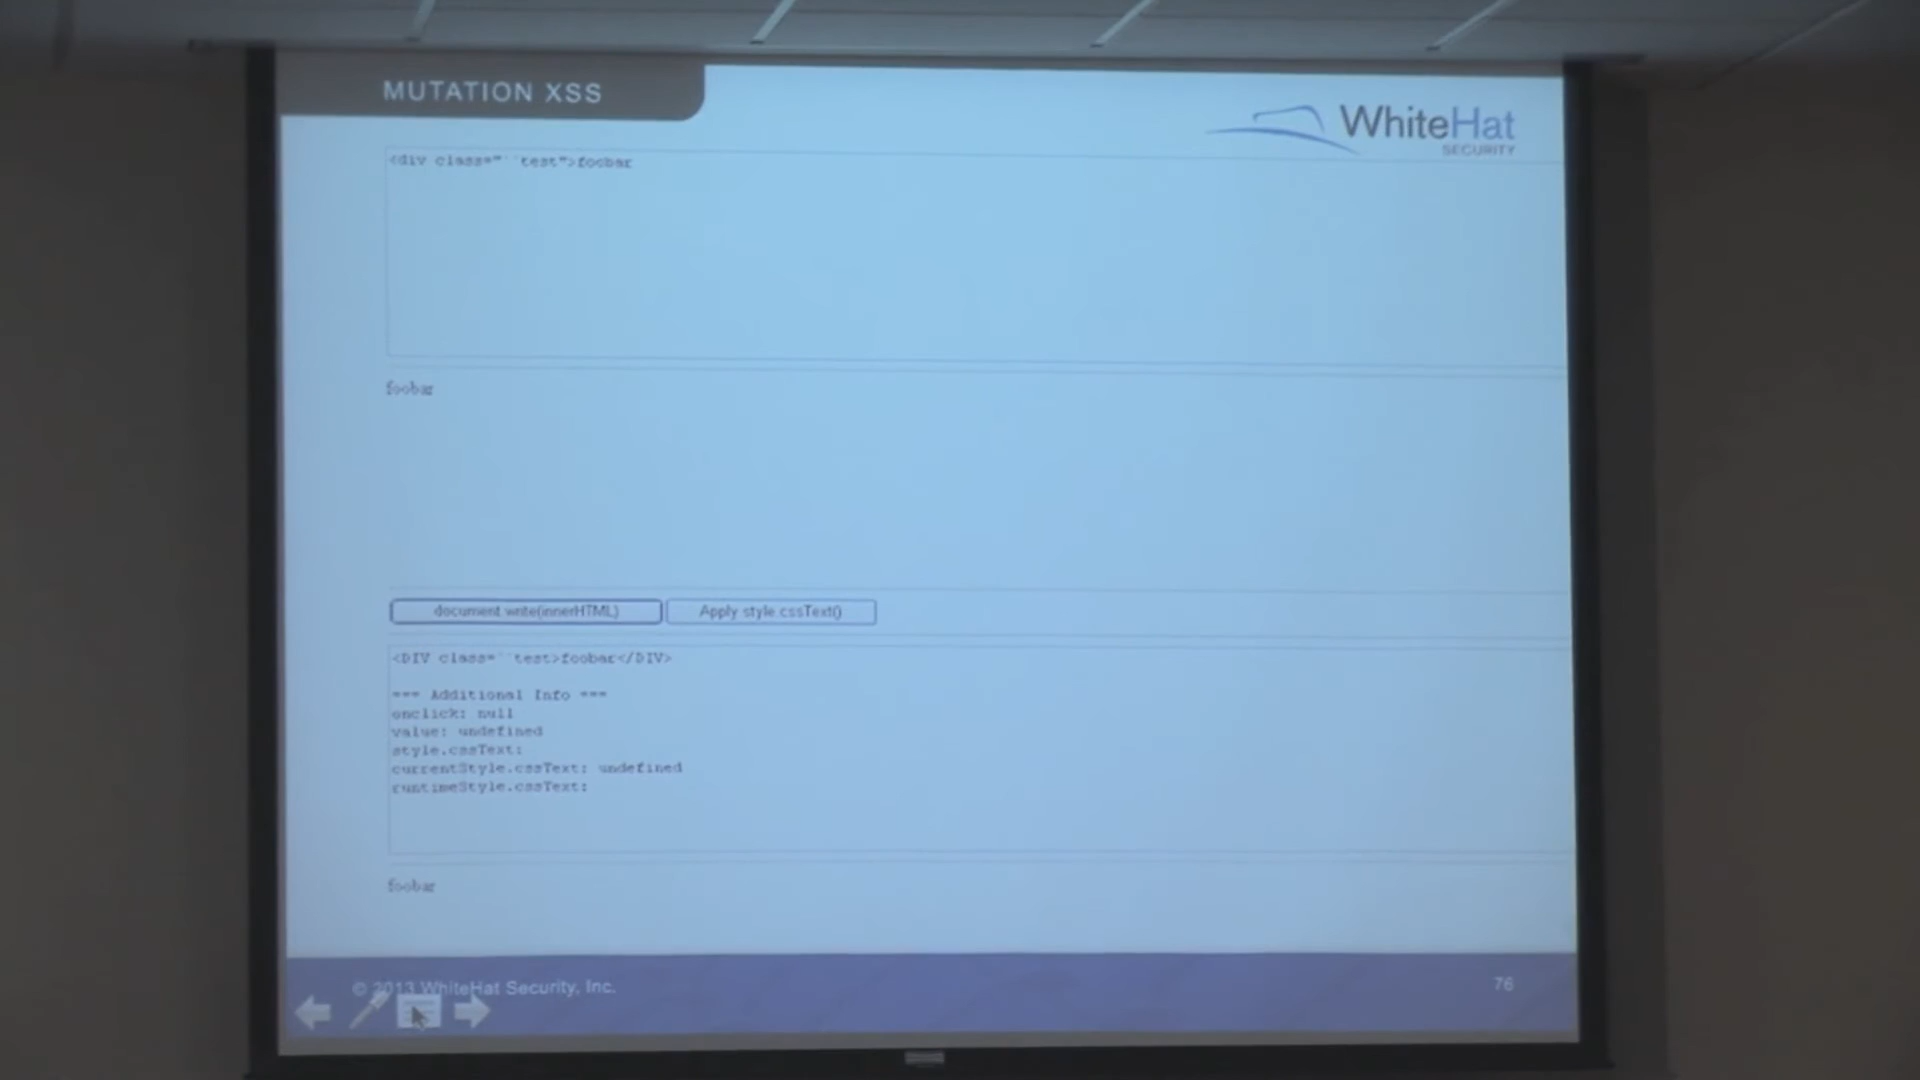 MUTATION XSS
WhiteHat
SECURITY
<div class="``test">foobar
foobar
document.write(innerHTML)
Apply style.cssText()
<DIV class=``test>foobar</DIV>
=== Additional Info ===
onclick: null
value: undefined
style.cssText:
currentStyle.cssText: undefined
runtimeStyle.cssText:
foobar
© 2013 WhiteHat Security, Inc.
76